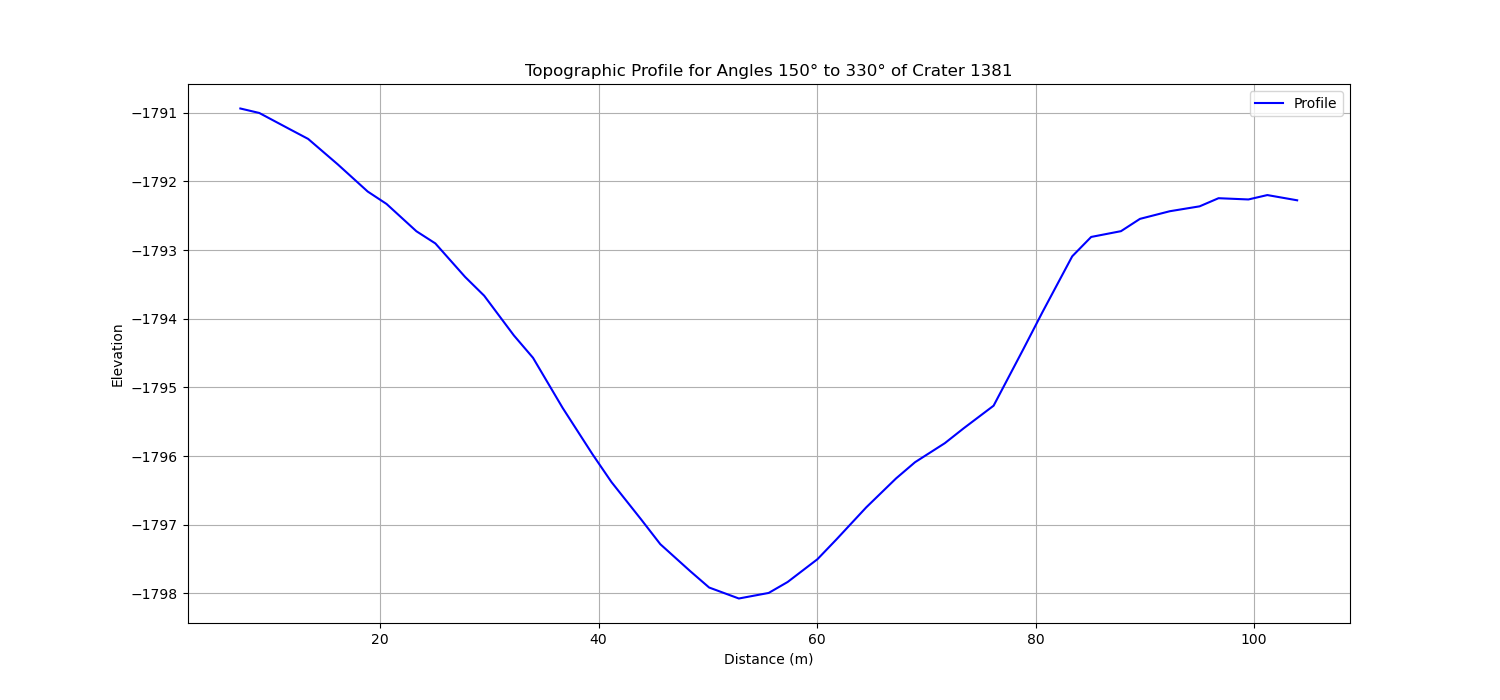 Topographic Profile for Angles 150° to 330° of Crater 1381
Profile
−1791
−1792
−1793
−1794
−1795
−1796
−1797
−1798
Elevation
20 40 60 80 100
Distance (m)